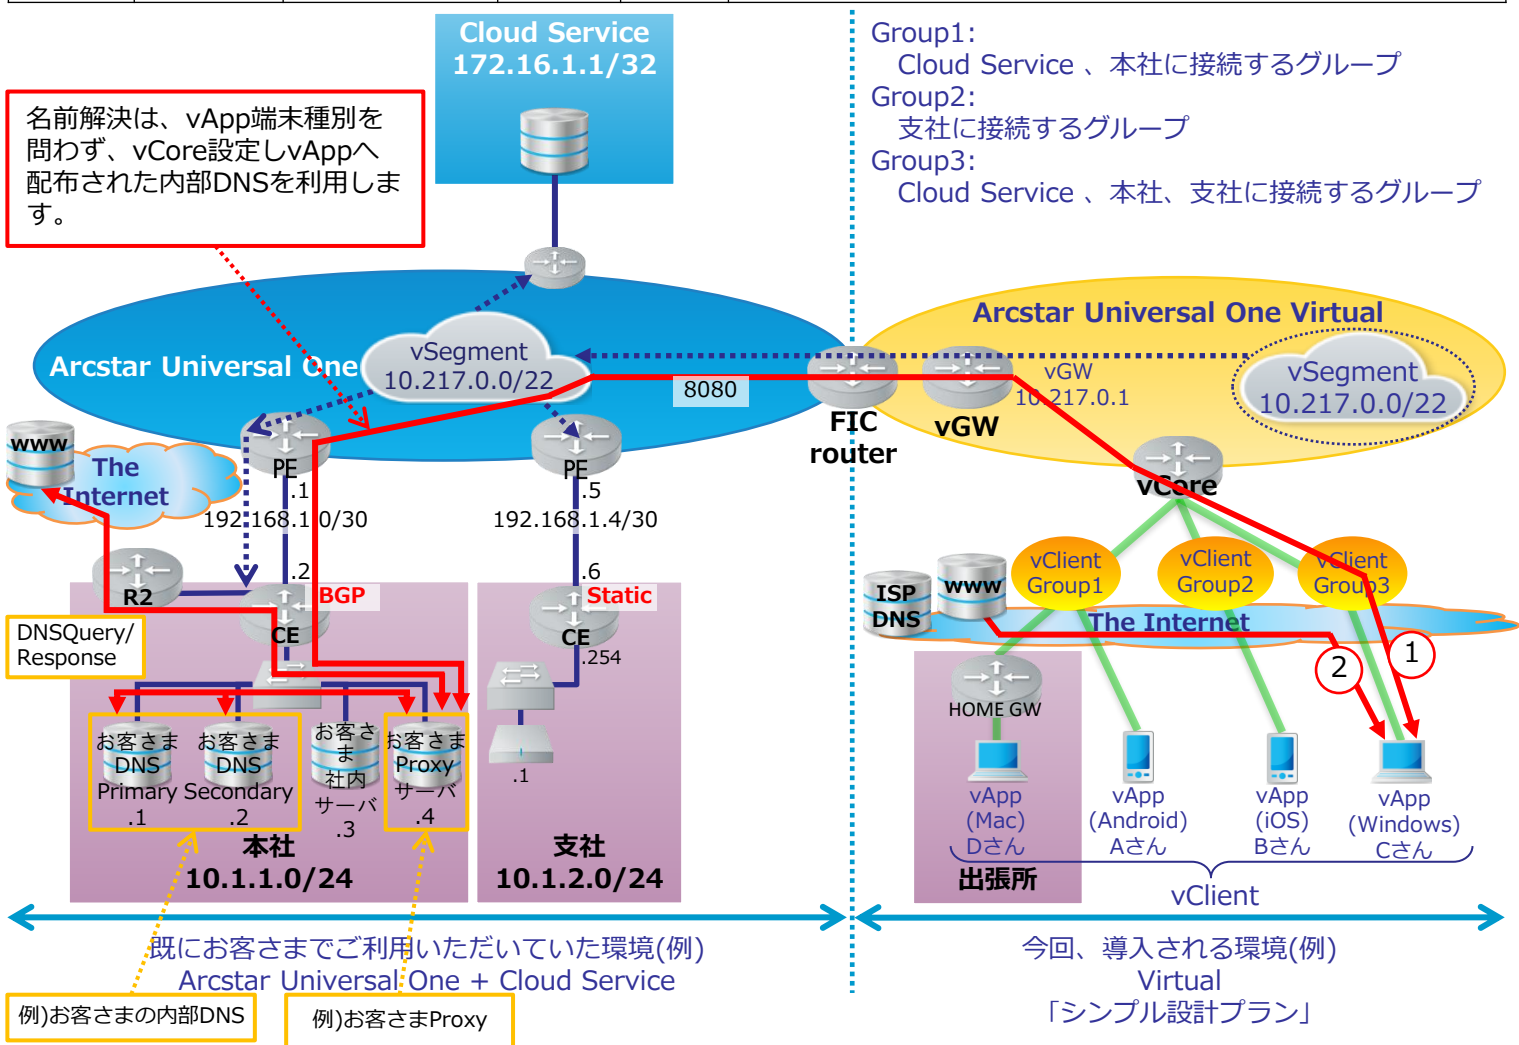 Cloud Service
172.16.1.1/32
Group1:
Cloud Service 、本社に接続するグループ
Group2:
支社に接続するグループ
Group3:
Cloud Service 、本社、支社に接続するグループ
名前解決は、vApp端末種別を
問わず、vCore設定しvAppへ
配布された内部DNSを利用しま
す。
Arcstar Universal One
vSegment
10.217.0.0/22
8080
FIC
router
Arcstar Universal One Virtual
vGW
vGW
10.217.0.1
vSegment
10.217.0.0/22
vCore
www
The
Internet
PE
.1
192.168.1.0/30
.2
BGP
PE
.5
192.168.1.4/30
.6
Static
R2
CE
CE
.254
DNSQuery/
Response
お客さま
DNS
Primary
.1
お客さま
DNS
Secondary
.2
お客さ
ま
社内
サーバ
.3
お客さま
Proxy
サーバ
.4
.1
本社
10.1.1.0/24
支社
10.1.2.0/24
vClient
Group1
vClient
Group2
vClient
Group3
ISP
DNS
www
The Internet
2
1
HOME GW
vApp
(Mac)
Dさん
vApp
(Android)
Aさん
vApp
(iOS)
Bさん
vApp
(Windows)
Cさん
出張所
vClient
既にお客さまでご利用いただいていた環境(例)
Arcstar Universal One + Cloud Service
今回、導入される環境(例)
Virtual
「シンプル設計プラン」
例)お客さまの内部DNS
例)お客さまProxy